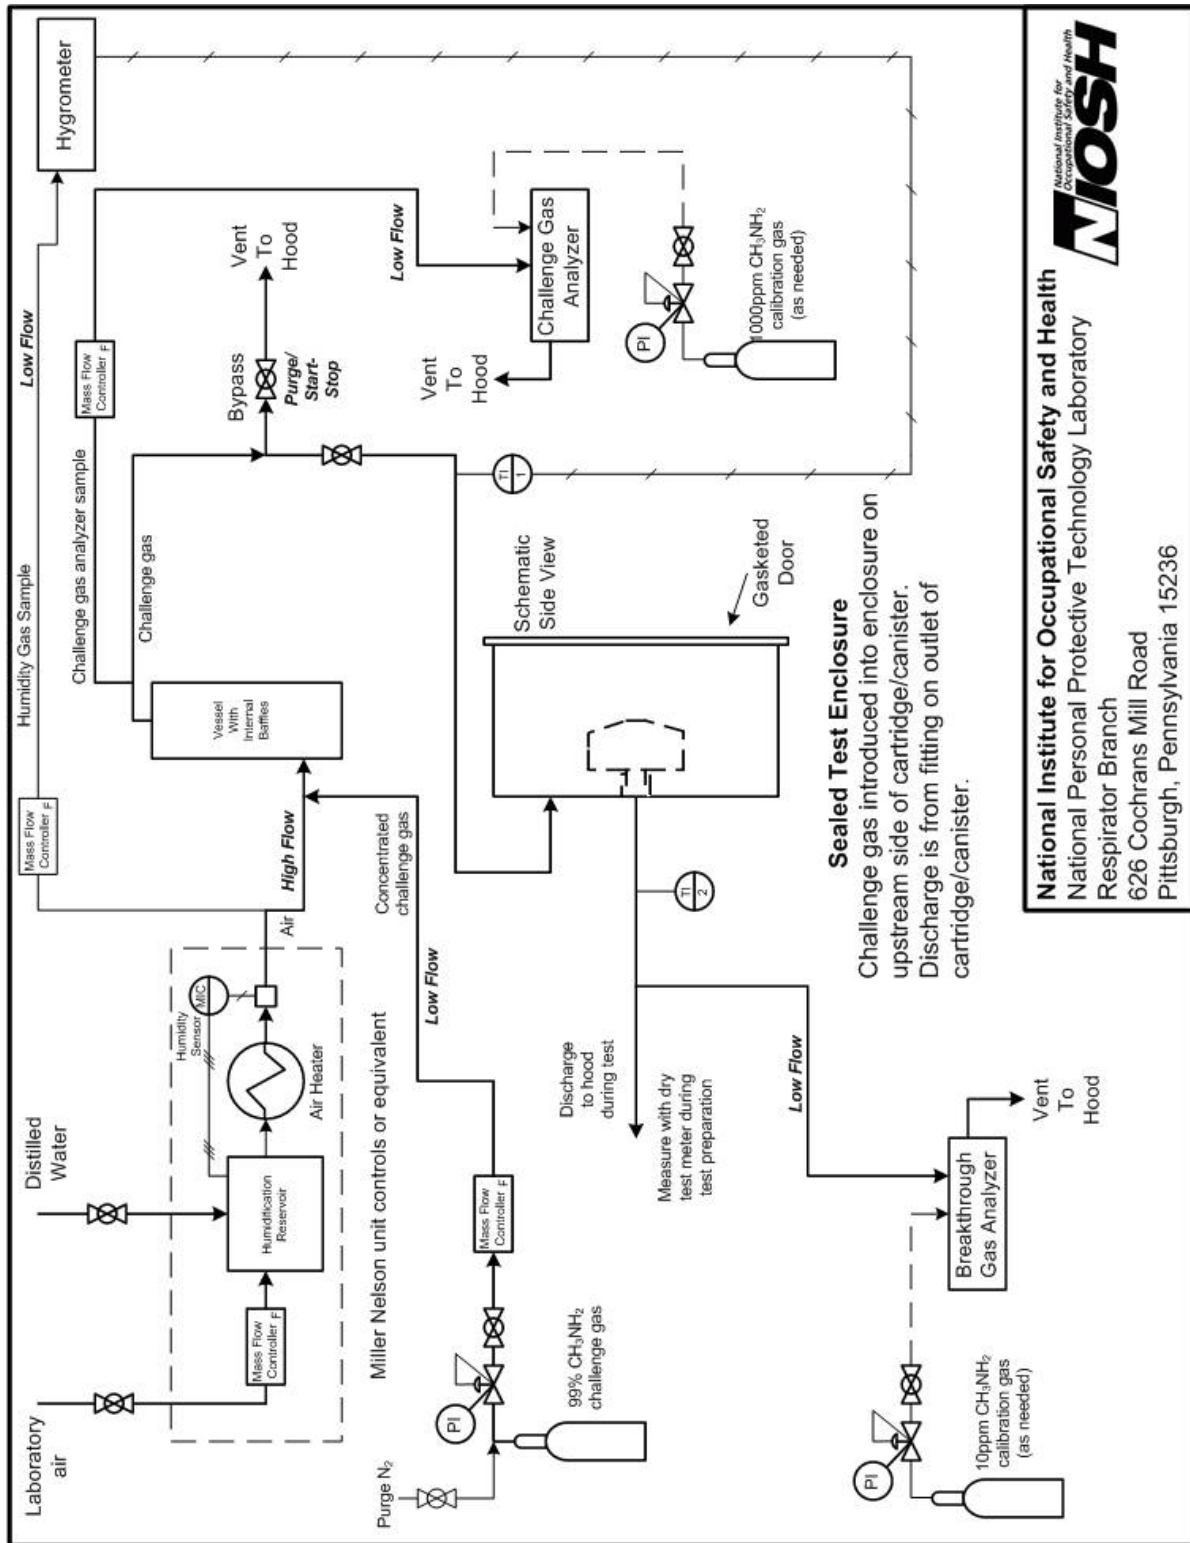 Laboratory
air
Distilled
Water
Humidity Gas Sample
Low Flow
Hygrometer
Mass Flow
Controller F
Mass Flow
Controller F
Challenge gas analyzer sample
Challenge gas
Humidity
Sensor
MIC
Mass Flow
Controller F
Humidification
Reservoir
Air Heater
Air
High Flow
Vessel
With
Internal
Baffles
Bypass
Purge/
Start-
Stop
Vent
To
Hood
Low Flow
Miller Nelson unit controls or equivalent
Concentrated
challenge gas
Low Flow
Vent
To
Hood
Challenge Gas
Analyzer
Purge N₂
PI
Mass Flow
Controller F
99% CH₃NH₂
challenge gas
TI
1
Schematic
Side View
Gasketed
Door
PI
1000ppm CH₃NH₂
calibration gas
(as needed)
Discharge
to hood
during test
Measure with dry
test meter during
test preparation
TI
2
Low Flow
Sealed Test Enclosure
Challenge gas introduced into enclosure on
upstream side of cartridge/canister.
Discharge is from fitting on outlet of
cartridge/canister.
PI
10ppm CH₃NH₂
calibration gas
(as needed)
Breakthrough
Gas Analyzer
Vent
To
Hood
National Institute for Occupational Safety and Health
National Personal Protective Technology Laboratory
Respirator Branch
626 Cochrans Mill Road
Pittsburgh, Pennsylvania 15236
National Institute for
Occupational Safety and Health
NIOSH